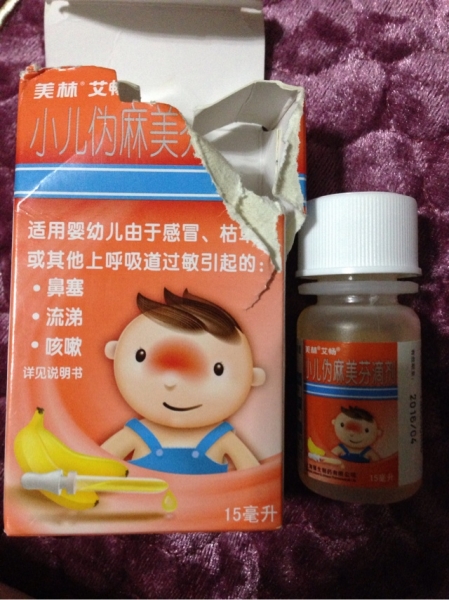 美林® 艾畅
小儿伪麻美芬
适用婴幼儿由于感冒、枯草
或其他上呼吸道过敏引起的:
• 鼻塞
• 流涕
• 咳嗽
详见说明书
15毫升
美林® 艾畅®
小儿伪麻美芬滴剂
15毫升
2016/04